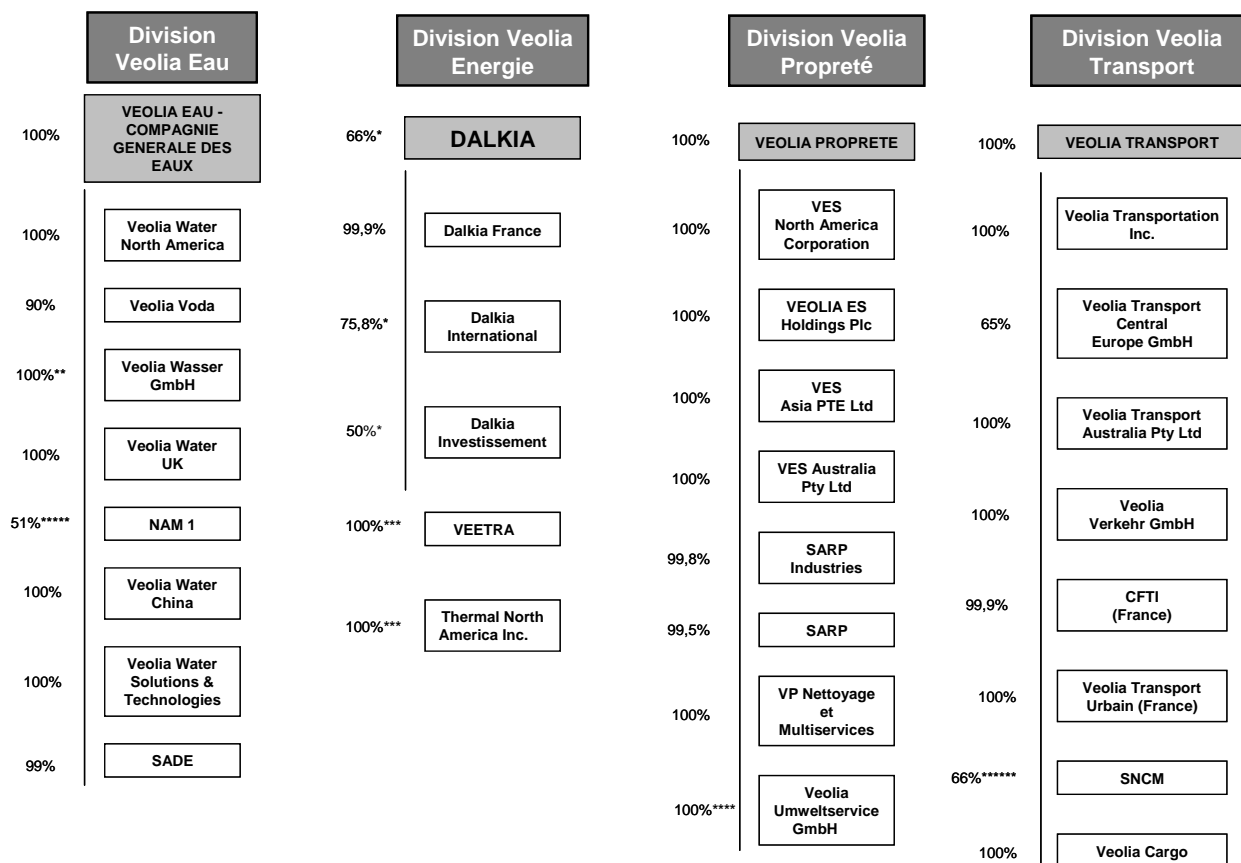 Division
Veolia Eau
100%
VEOLIA EAU -
COMPAGNIE
GENERALE DES
EAUX
100%
Veolia Water
North America
90%
Veolia Voda
100%**
Veolia Wasser
GmbH
100%
Veolia Water
UK
51%*****
NAM 1
100%
Veolia Water
China
100%
Veolia Water
Solutions &
Technologies
99%
SADE
Division Veolia
Energie
66%*
DALKIA
99,9%
Dalkia France
75,8%*
Dalkia
International
50%*
Dalkia
Investissement
100%***
VEETRA
100%***
Thermal North
America Inc.
Division Veolia
Propreté
100%
VEOLIA PROPRETE
100%
VES
North America
Corporation
100%
VEOLIA ES
Holdings Plc
100%
VES
Asia PTE Ltd
100%
VES Australia
Pty Ltd
99,8%
SARP
Industries
99,5%
SARP
100%
VP Nettoyage
et
Multiservices
100%****
Veolia
Umweltservice
GmbH
Division Veolia
Transport
100%
VEOLIA TRANSPORT
100%
Veolia Transportation
Inc.
65%
Veolia Transport
Central
Europe GmbH
100%
Veolia Transport
Australia Pty Ltd
100%
Veolia
Verkehr GmbH
99,9%
CFTI
(France)
100%
Veolia Transport
Urbain (France)
66%******
SNCM
100%
Veolia Cargo